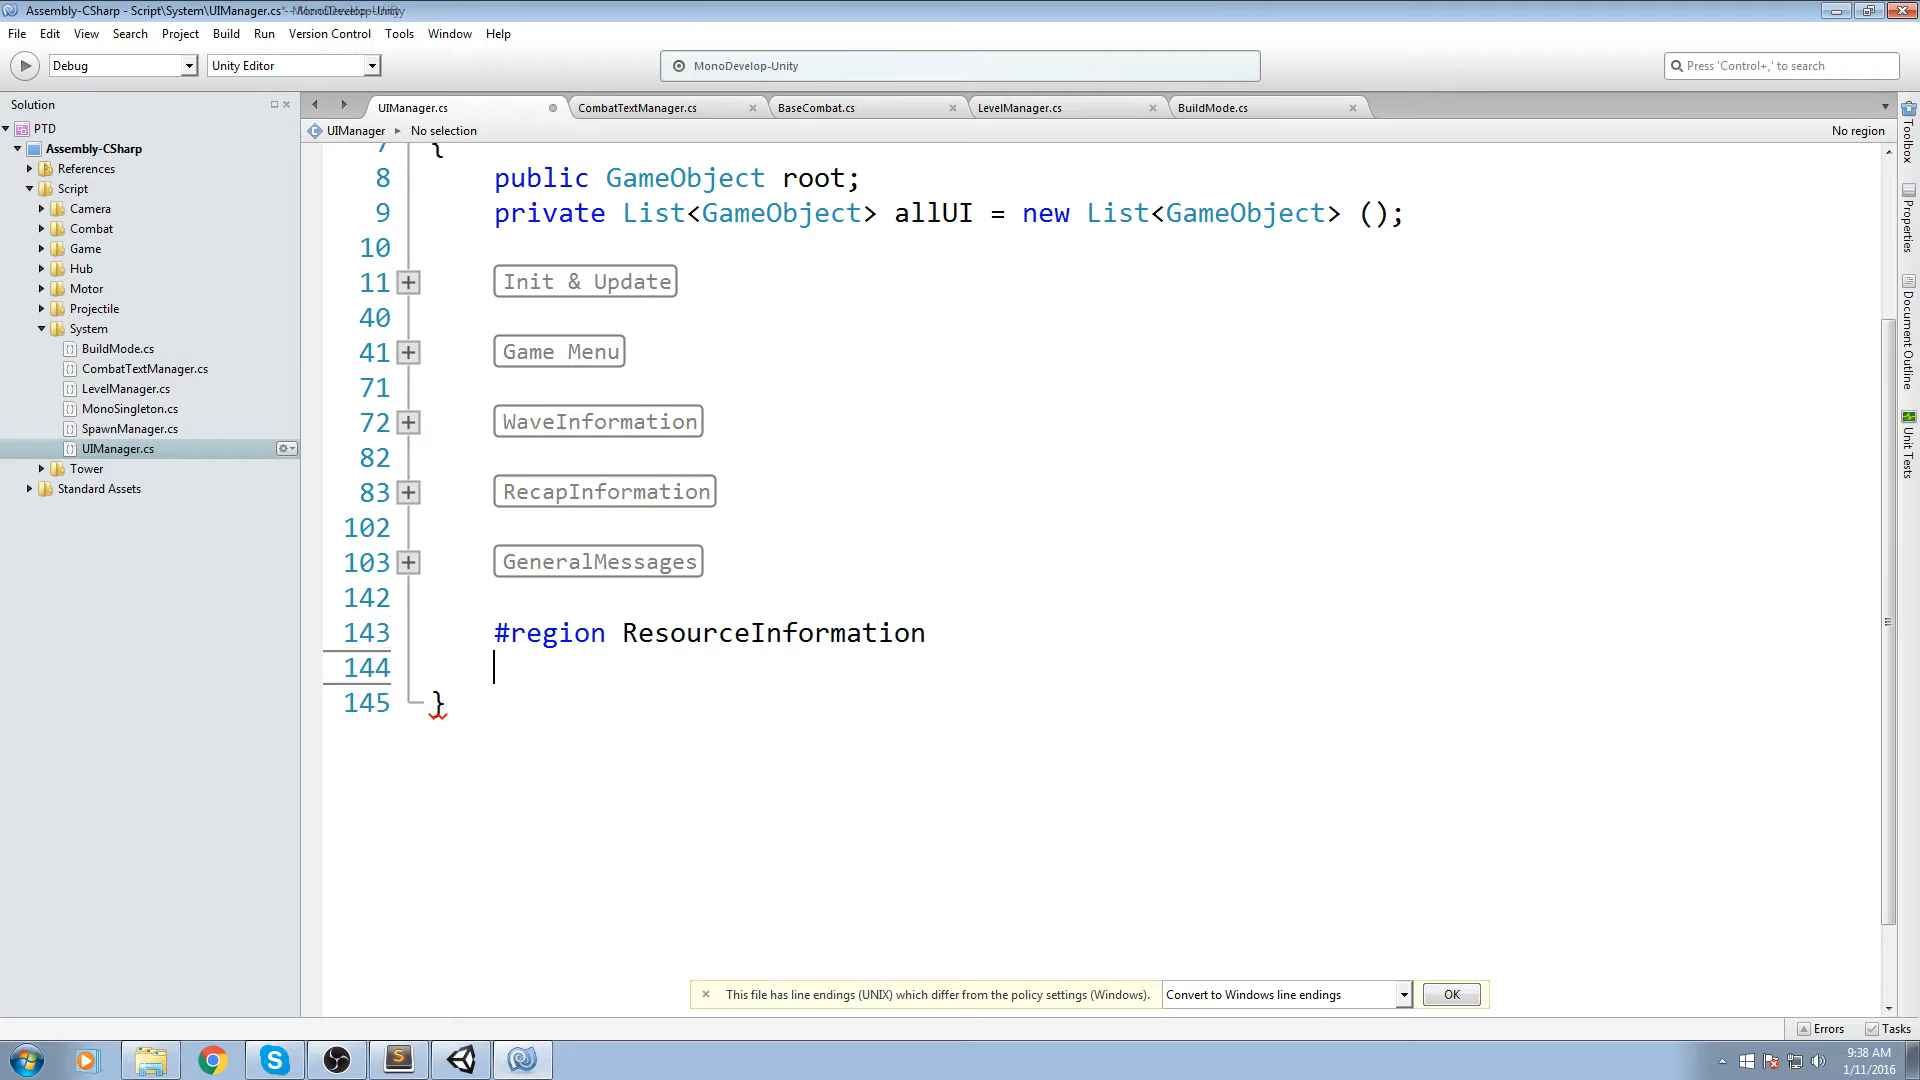 Assembly-CSharp - Script\System\UIManager.cs* - MonoDevelop-Unity
File Edit View Search Project Build Run Version Control Tools Window Help
Debug Unity Editor MonoDevelop-Unity Press 'Control+,' to search
Solution
PTD
Assembly-CSharp
References
Script
Camera
Combat
Game
Hub
Motor
Projectile
System
BuildMode.cs
CombatTextManager.cs
LevelManager.cs
MonoSingleton.cs
SpawnManager.cs
UIManager.cs
Tower
Standard Assets
UIManager.cs CombatTextManager.cs BaseCombat.cs LevelManager.cs BuildMode.cs
UIManager No selection No region
7 {
8 public GameObject root;
9 private List<GameObject> allUI = new List<GameObject> ();
10
11 Init & Update
40
41 Game Menu
71
72 WaveInformation
82
83 RecapInformation
102
103 GeneralMessages
142
143 #region ResourceInformation
144
145 }
This file has line endings (UNIX) which differ from the policy settings (Windows). Convert to Windows line endings OK
Toolbox
Properties
Document Outline
Unit Tests
Errors Tasks
9:38 AM
1/11/2016